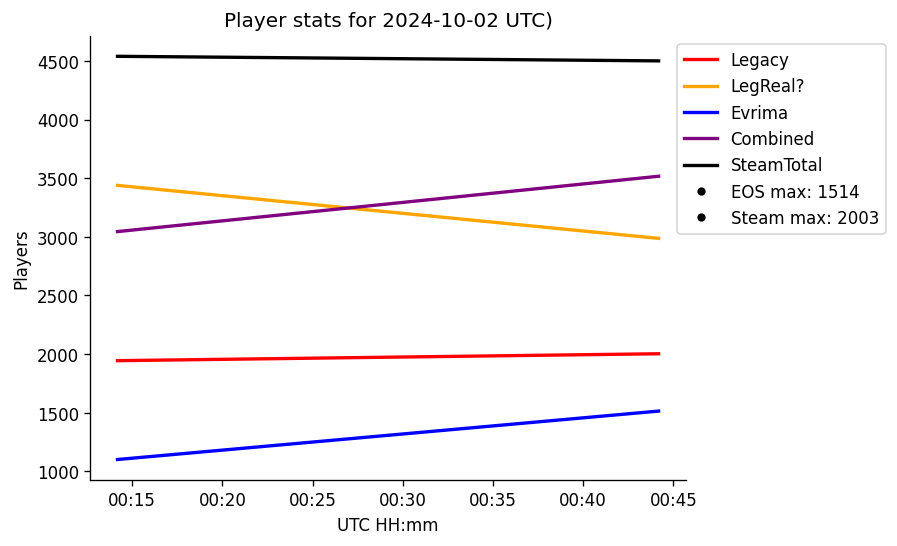 Player stats for 2024-10-02 UTC)
Legacy
LegReal?
Evrima
Combined
SteamTotal
EOS max: 1514
Steam max: 2003
Players
4500
4000
3500
3000
2500
2000
1500
1000
00:15 00:20 00:25 00:30 00:35 00:40 00:45
UTC HH:mm